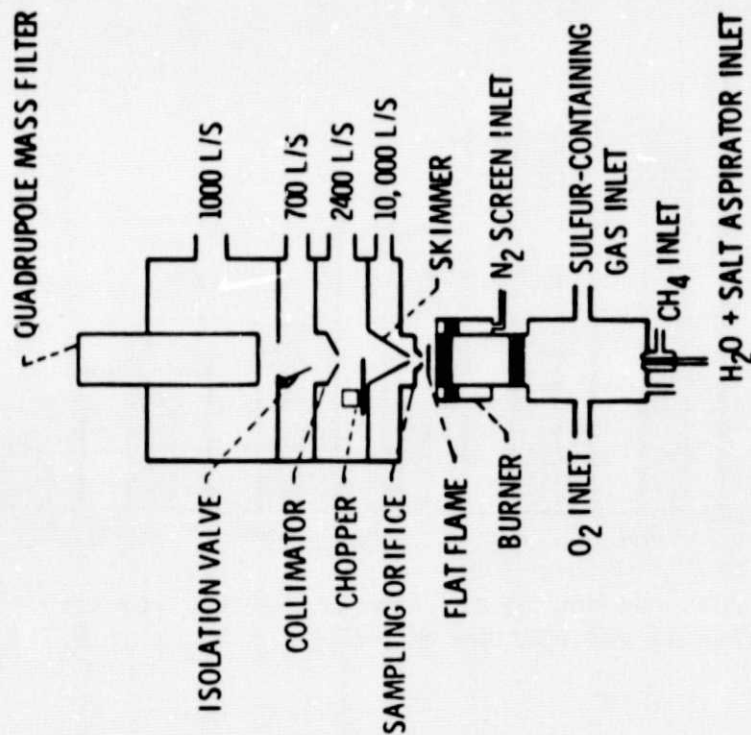 QUADRUPOLE MASS FILTER
1000 L/S
700 L/S
2400 L/S
10,000 L/S
SKIMMER
N2 SCREEN INLET
SULFUR-CONTAINING
GAS INLET
CH4 INLET
H2O + SALT ASPIRATOR INLET
ISOLATION VALVE
COLLIMATOR
CHOPPER
SAMPLING ORIFICE
FLAT FLAME
BURNER
O2 INLET